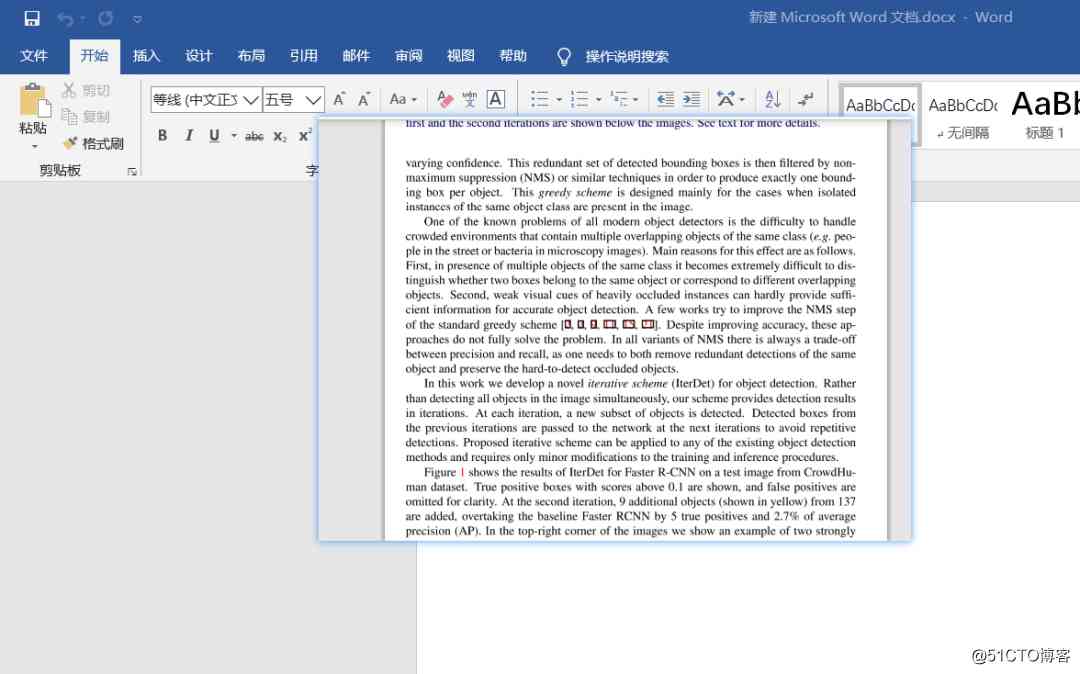 新建 Microsoft Word 文档.docx - Word
文件 开始 插入 设计 布局 引用 邮件 审阅 视图 帮助 操作说明搜索
剪切
复制
粘贴
格式刷
剪贴板
等线 (中文正文 五号
Aa
A
B I U abc X₂ X²
字
AaBbCcDc AaBbCcDc AaBb
无间隔 标题 1
first and the second iterations are shown below the images. See text for more details.
varying confidence. This redundant set of detected bounding boxes is then filtered by non-
maximum suppression (NMS) or similar techniques in order to produce exactly one bound-
ing box per object. This greedy scheme is designed mainly for the cases when isolated
instances of the same object class are present in the image.
One of the known problems of all modern object detectors is the difficulty to handle
crowded environments that contain multiple overlapping objects of the same class (e.g. peo-
ple in the street or bacteria in microscopy images). Main reasons for this effect are as follows.
First, in presence of multiple objects of the same class it becomes extremely difficult to dis-
tinguish whether two boxes belong to the same object or correspond to different overlapping
objects. Second, weak visual cues of heavily occluded instances can hardly provide suffi-
cient information for accurate object detection. A few works try to improve the NMS step
of the standard greedy scheme [, , , , , ]. Despite improving accuracy, these ap-
proaches do not fully solve the problem. In all variants of NMS there is always a trade-off
between precision and recall, as one needs to both remove redundant detections of the same
object and preserve the hard-to-detect occluded objects.
In this work we develop a novel iterative scheme (IterDet) for object detection. Rather
than detecting all objects in the image simultaneously, our scheme provides detection results
in iterations. At each iteration, a new subset of objects is detected. Detected boxes from
the previous iterations are passed to the network at the next iterations to avoid repetitive
detections. Proposed iterative scheme can be applied to any of the existing object detection
methods and requires only minor modifications to the training and inference procedures.
Figure 1 shows the results of IterDet for Faster R-CNN on a test image from CrowdHu-
man dataset. True positive boxes with scores above 0.1 are shown, and false positives are
omitted for clarity. At the second iteration, 9 additional objects (shown in yellow) from 137
are added, overtaking the baseline Faster RCNN by 5 true positives and 2.7% of average
precision (AP). In the top-right corner of the images we show an example of two strongly
@51CTO博客